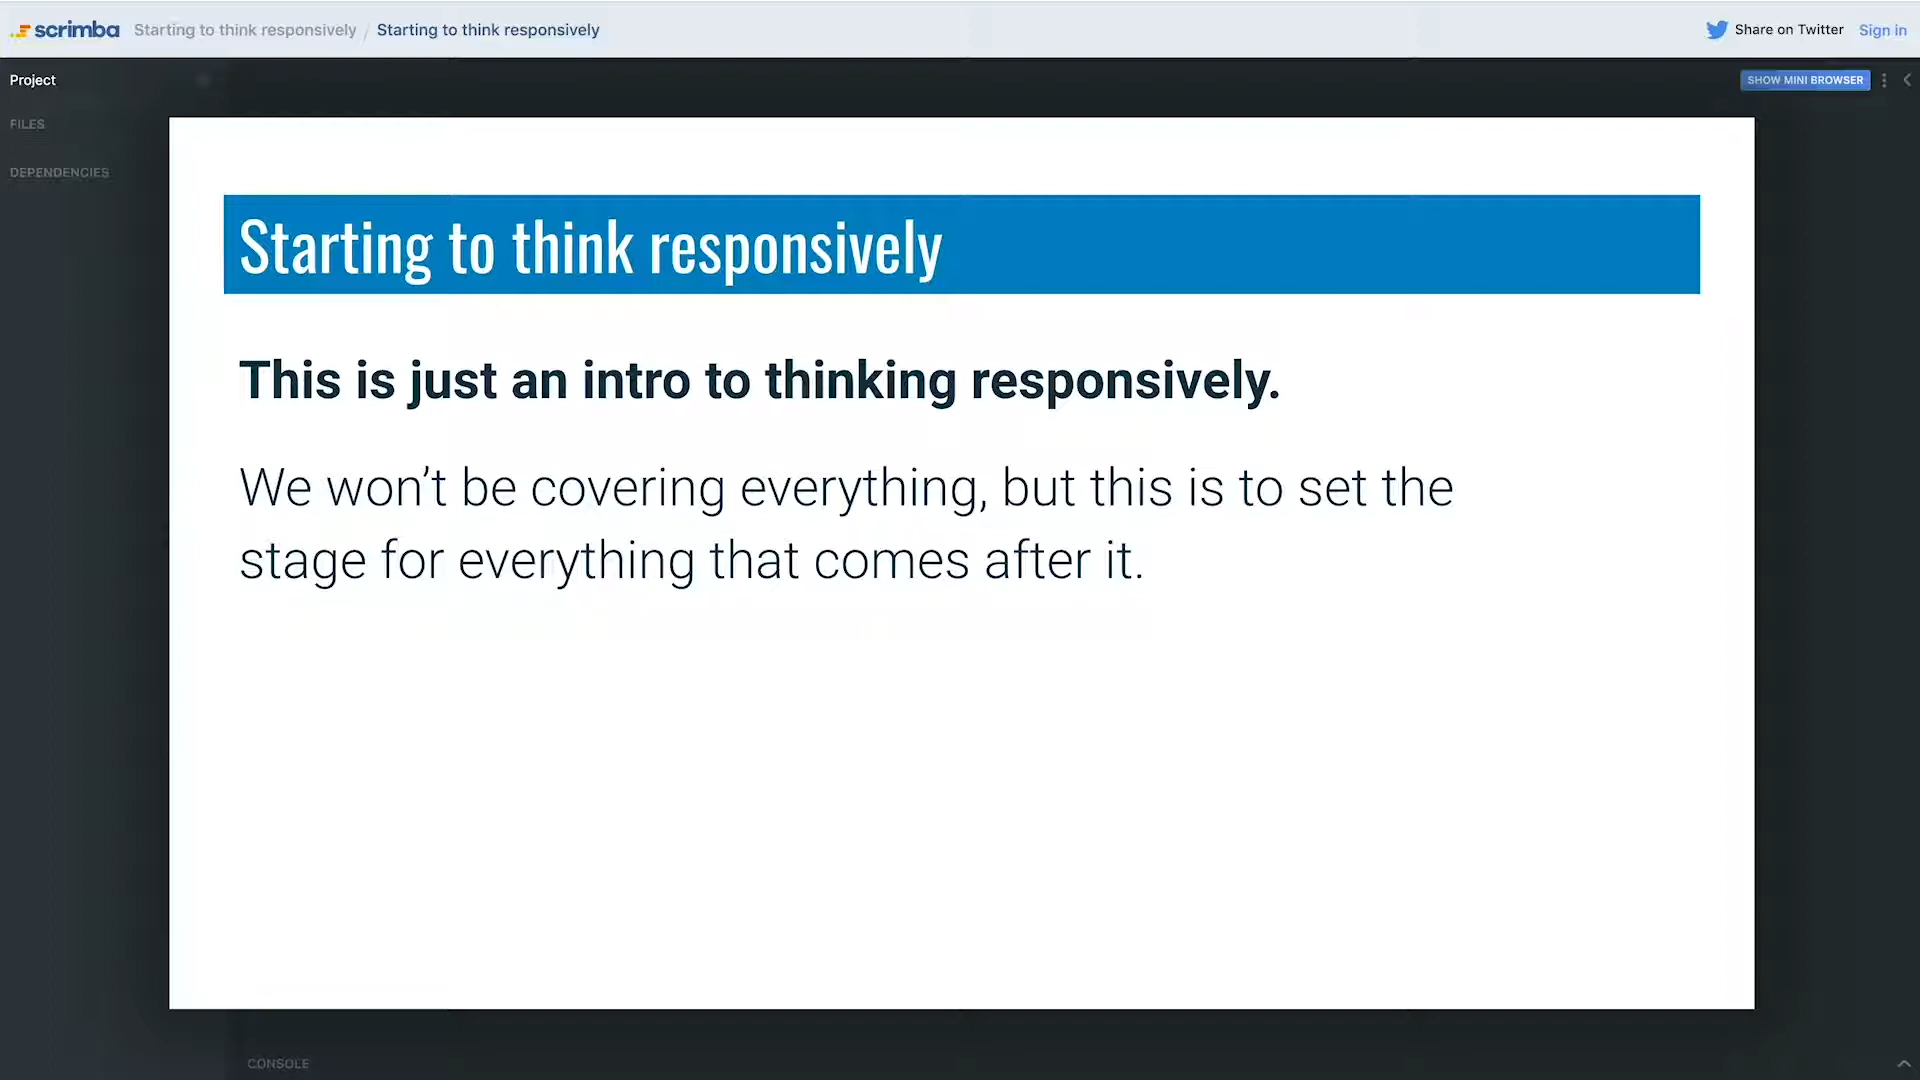 scrimba Starting to think responsively / Starting to think responsively Share on Twitter Sign in
Project SHOW MINI BROWSER
FILES
DEPENDENCIES
Starting to think responsively
This is just an intro to thinking responsively.
We won’t be covering everything, but this is to set the
stage for everything that comes after it.
CONSOLE